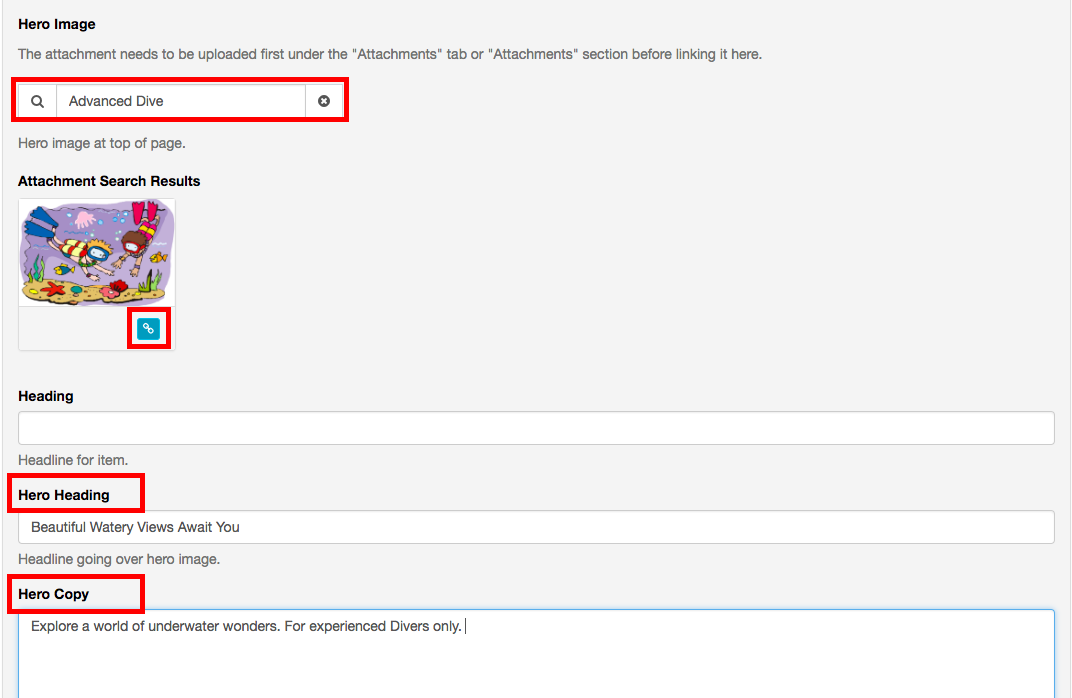 Hero Image
The attachment needs to be uploaded first under the "Attachments" tab or "Attachments" section before linking it here.
Advanced Dive
Hero image at top of page.
Attachment Search Results
Heading
Headline for item.
Hero Heading
Beautiful Watery Views Await You
Headline going over hero image.
Hero Copy
Explore a world of underwater wonders. For experienced Divers only.